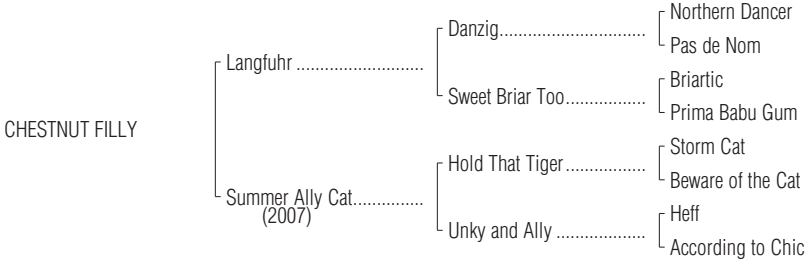 Northern Dancer
Danzig...............................
Pas de Nom
Langfuhr ...........................
Briartic
Sweet Briar Too.................
Prima Babu Gum
CHESTNUT FILLY
Storm Cat
Hold That Tiger.................
Beware of the Cat
Summer Ally Cat...............
(2007)
Heff
Unky and Ally ...................
According to Chic